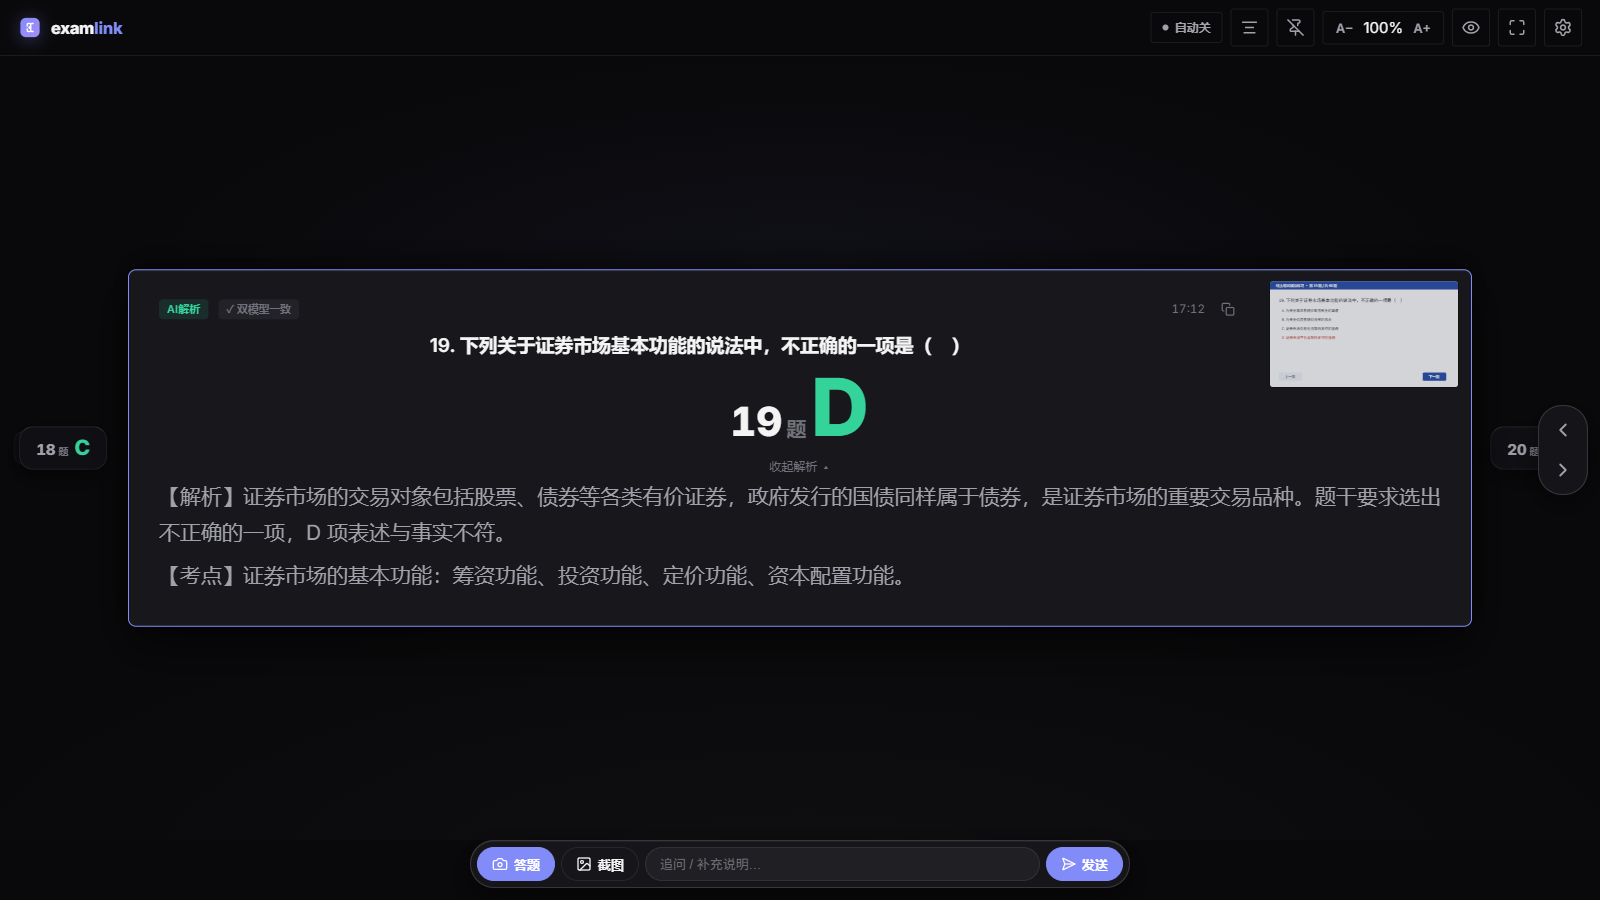 examlink
自动关
A− 100% A+
AI解析
✓双模型一致
17:12
19. 下列关于证券市场基本功能的说法中，不正确的一项是（　）
19 题 D
收起解析
【解析】证券市场的交易对象包括股票、债券等各类有价证券，政府发行的国债同样属于债券，是证券市场的重要交易品种。题干要求选出
不正确的一项，D 项表述与事实不符。
【考点】证券市场的基本功能：筹资功能、投资功能、定价功能、资本配置功能。
18 题 C
20 题
答题
截图
追问 / 补充说明...
发送